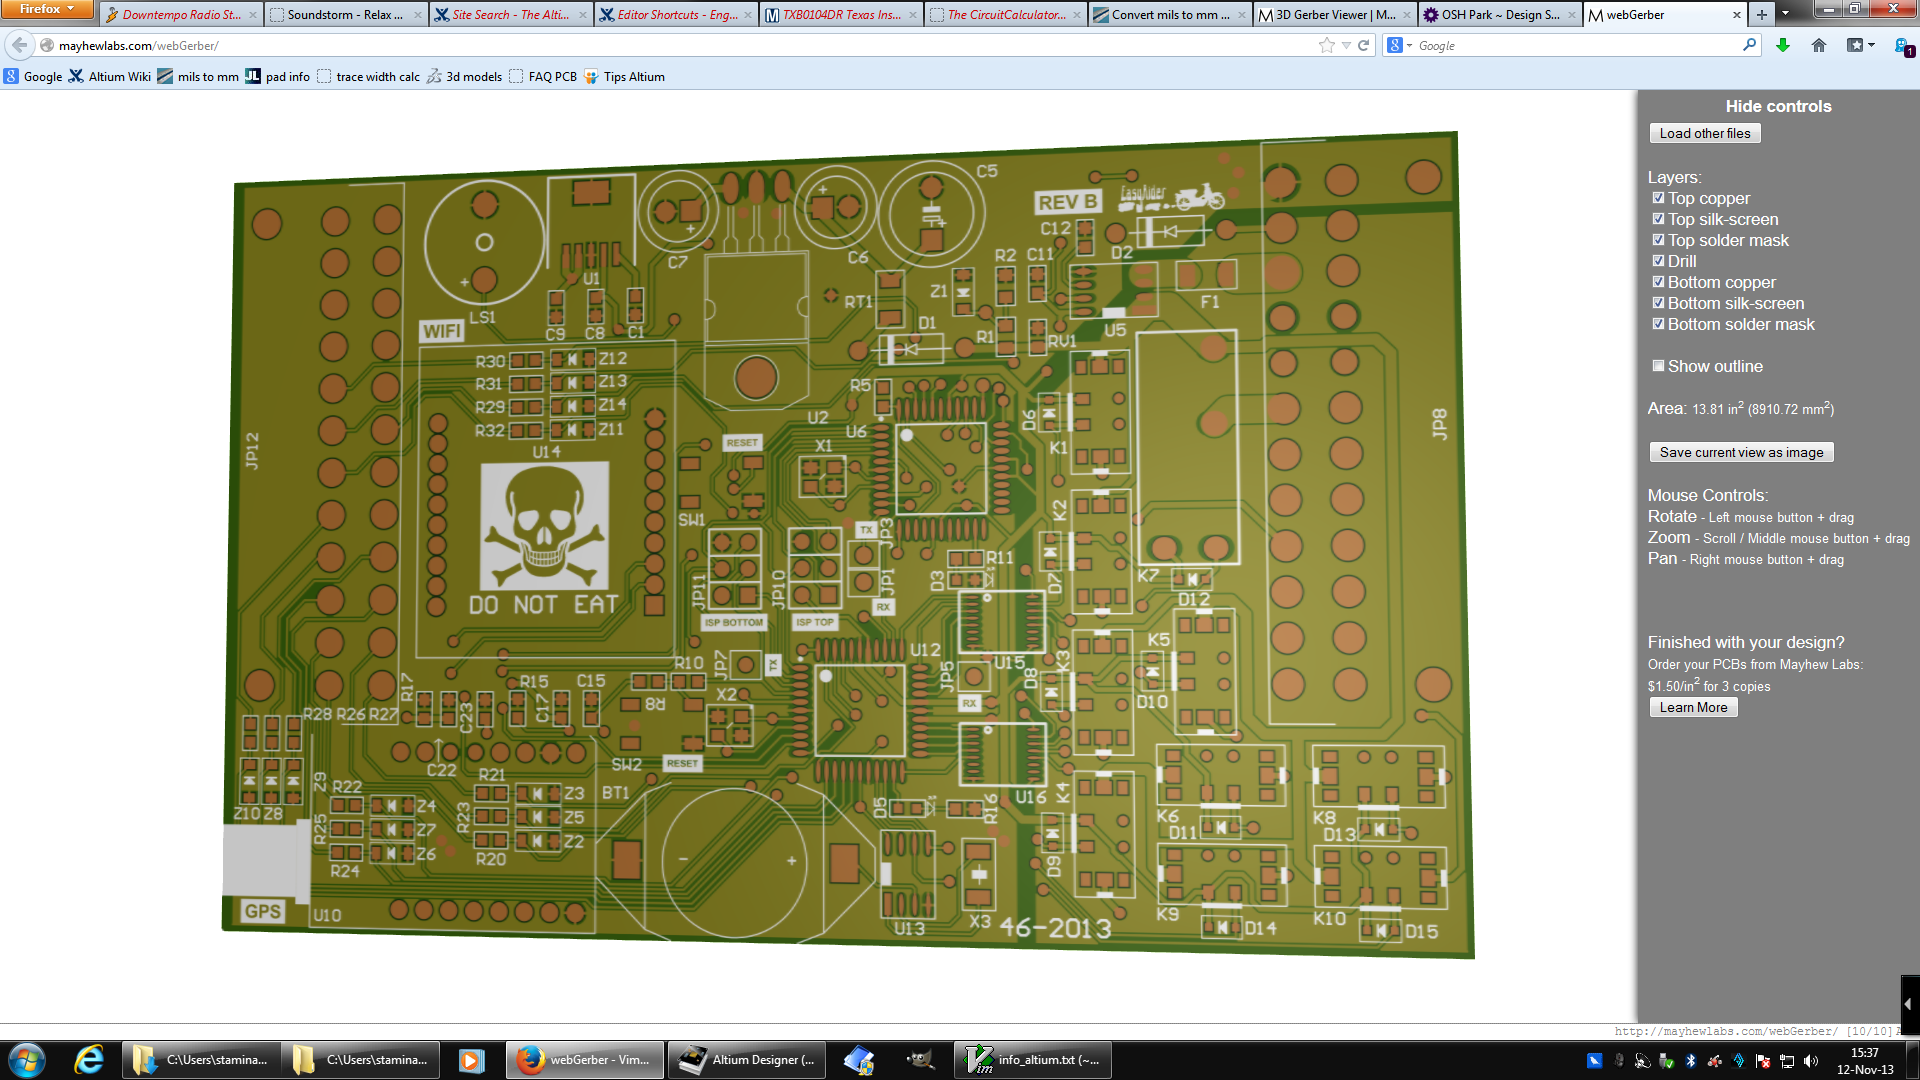 Firefox
Downtempo Radio St...
Soundstorm - Relax ...
Site Search - The Alti...
Editor Shortcuts - Eng...
TXB0104DR Texas Ins...
The CircuitCalculator...
Convert mils to mm ...
3D Gerber Viewer | M...
OSH Park ~ Design S...
webGerber
mayhewlabs.com/webGerber/
Google
1
Google
Altium Wiki
mils to mm
pad info
trace width calc
3d models
FAQ PCB
Tips Altium
Hide controls
Load other files
Layers:
Top copper
Top silk-screen
Top solder mask
Drill
Bottom copper
Bottom silk-screen
Bottom solder mask
Show outline
Area: 13.81 in² (8910.72 mm²)
Save current view as image
Mouse Controls:
Rotate - Left mouse button + drag
Zoom - Scroll / Middle mouse button + drag
Pan - Right mouse button + drag
Finished with your design?
Order your PCBs from Mayhew Labs:
$1.50/in² for 3 copies
Learn More
C5
REV B
EasyRider
C12
D2
C7
C6
U1
R2
C11
Z1
RT1
F1
LS1
C9
C8
C1
D1
R1
RV1
U5
WIFI
R30
Z12
R31
Z13
R29
Z14
R32
Z11
R5
D6
U2
U6
K1
JP12
JP8
RESET
X1
U14
SW1
K2
TX
JP3
R11
D7
K7
D12
JP11
JP10
JP1
D3
DO NOT EAT
RX
ISP BOTTOM
ISP TOP
U12
U15
K5
K3
JP7
TX
JP5
D8
R10
R17
R15
C15
X2
D10
C23
C17
R8
RX
R28 R26 R27
SW2
RESET
C22
R21
Z9
R22
BT1
U16
K4
Z10 Z8
Z4
R23
Z3
Z5
D5
R16
K6
K8
R25
Z7
D11
D13
Z2
Z6
R20
R24
D9
GPS
U10
U13
X3
46-2013
K9
K10
D14
D15
http://mayhewlabs.com/webGerber/ [10/10]
C:\Users\stamina...
C:\Users\stamina...
webGerber - Vim...
Altium Designer (...
info_altium.txt (~...
15:37
12-Nov-13